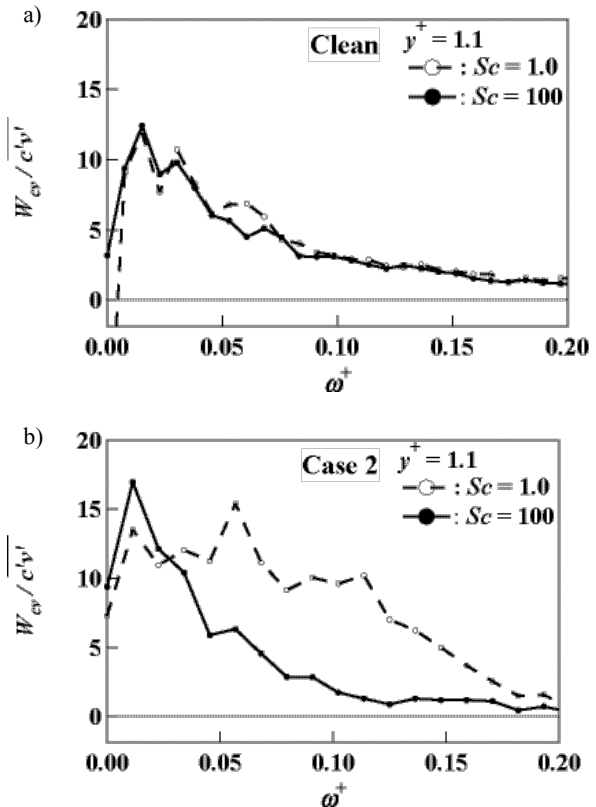 a)
20
15
10
5
0
W_cv / c'v'
Clean
y+ = 1.1
: Sc = 1.0
: Sc = 100
0.00 0.05 0.10 0.15 0.20
ω+
b)
20
15
10
5
0
W_cv / c'v'
Case 2
y+ = 1.1
: Sc = 1.0
: Sc = 100
0.00 0.05 0.10 0.15 0.20
ω+